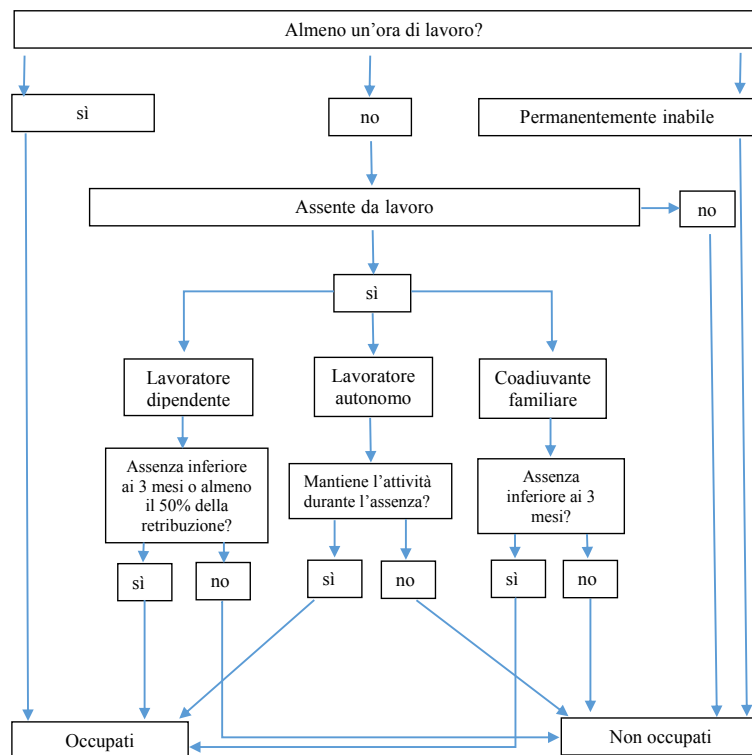 Almeno un'ora di lavoro?
sì
no
Permanentemente inabile
Assente da lavoro
no
sì
Lavoratore
dipendente
Lavoratore
autonomo
Coadiuvante
familiare
Assenza inferiore
ai 3 mesi o almeno
il 50% della
retribuzione?
Mantiene l'attività
durante l'assenza?
Assenza
inferiore ai 3
mesi?
sì
no
sì
no
sì
no
Occupati
Non occupati